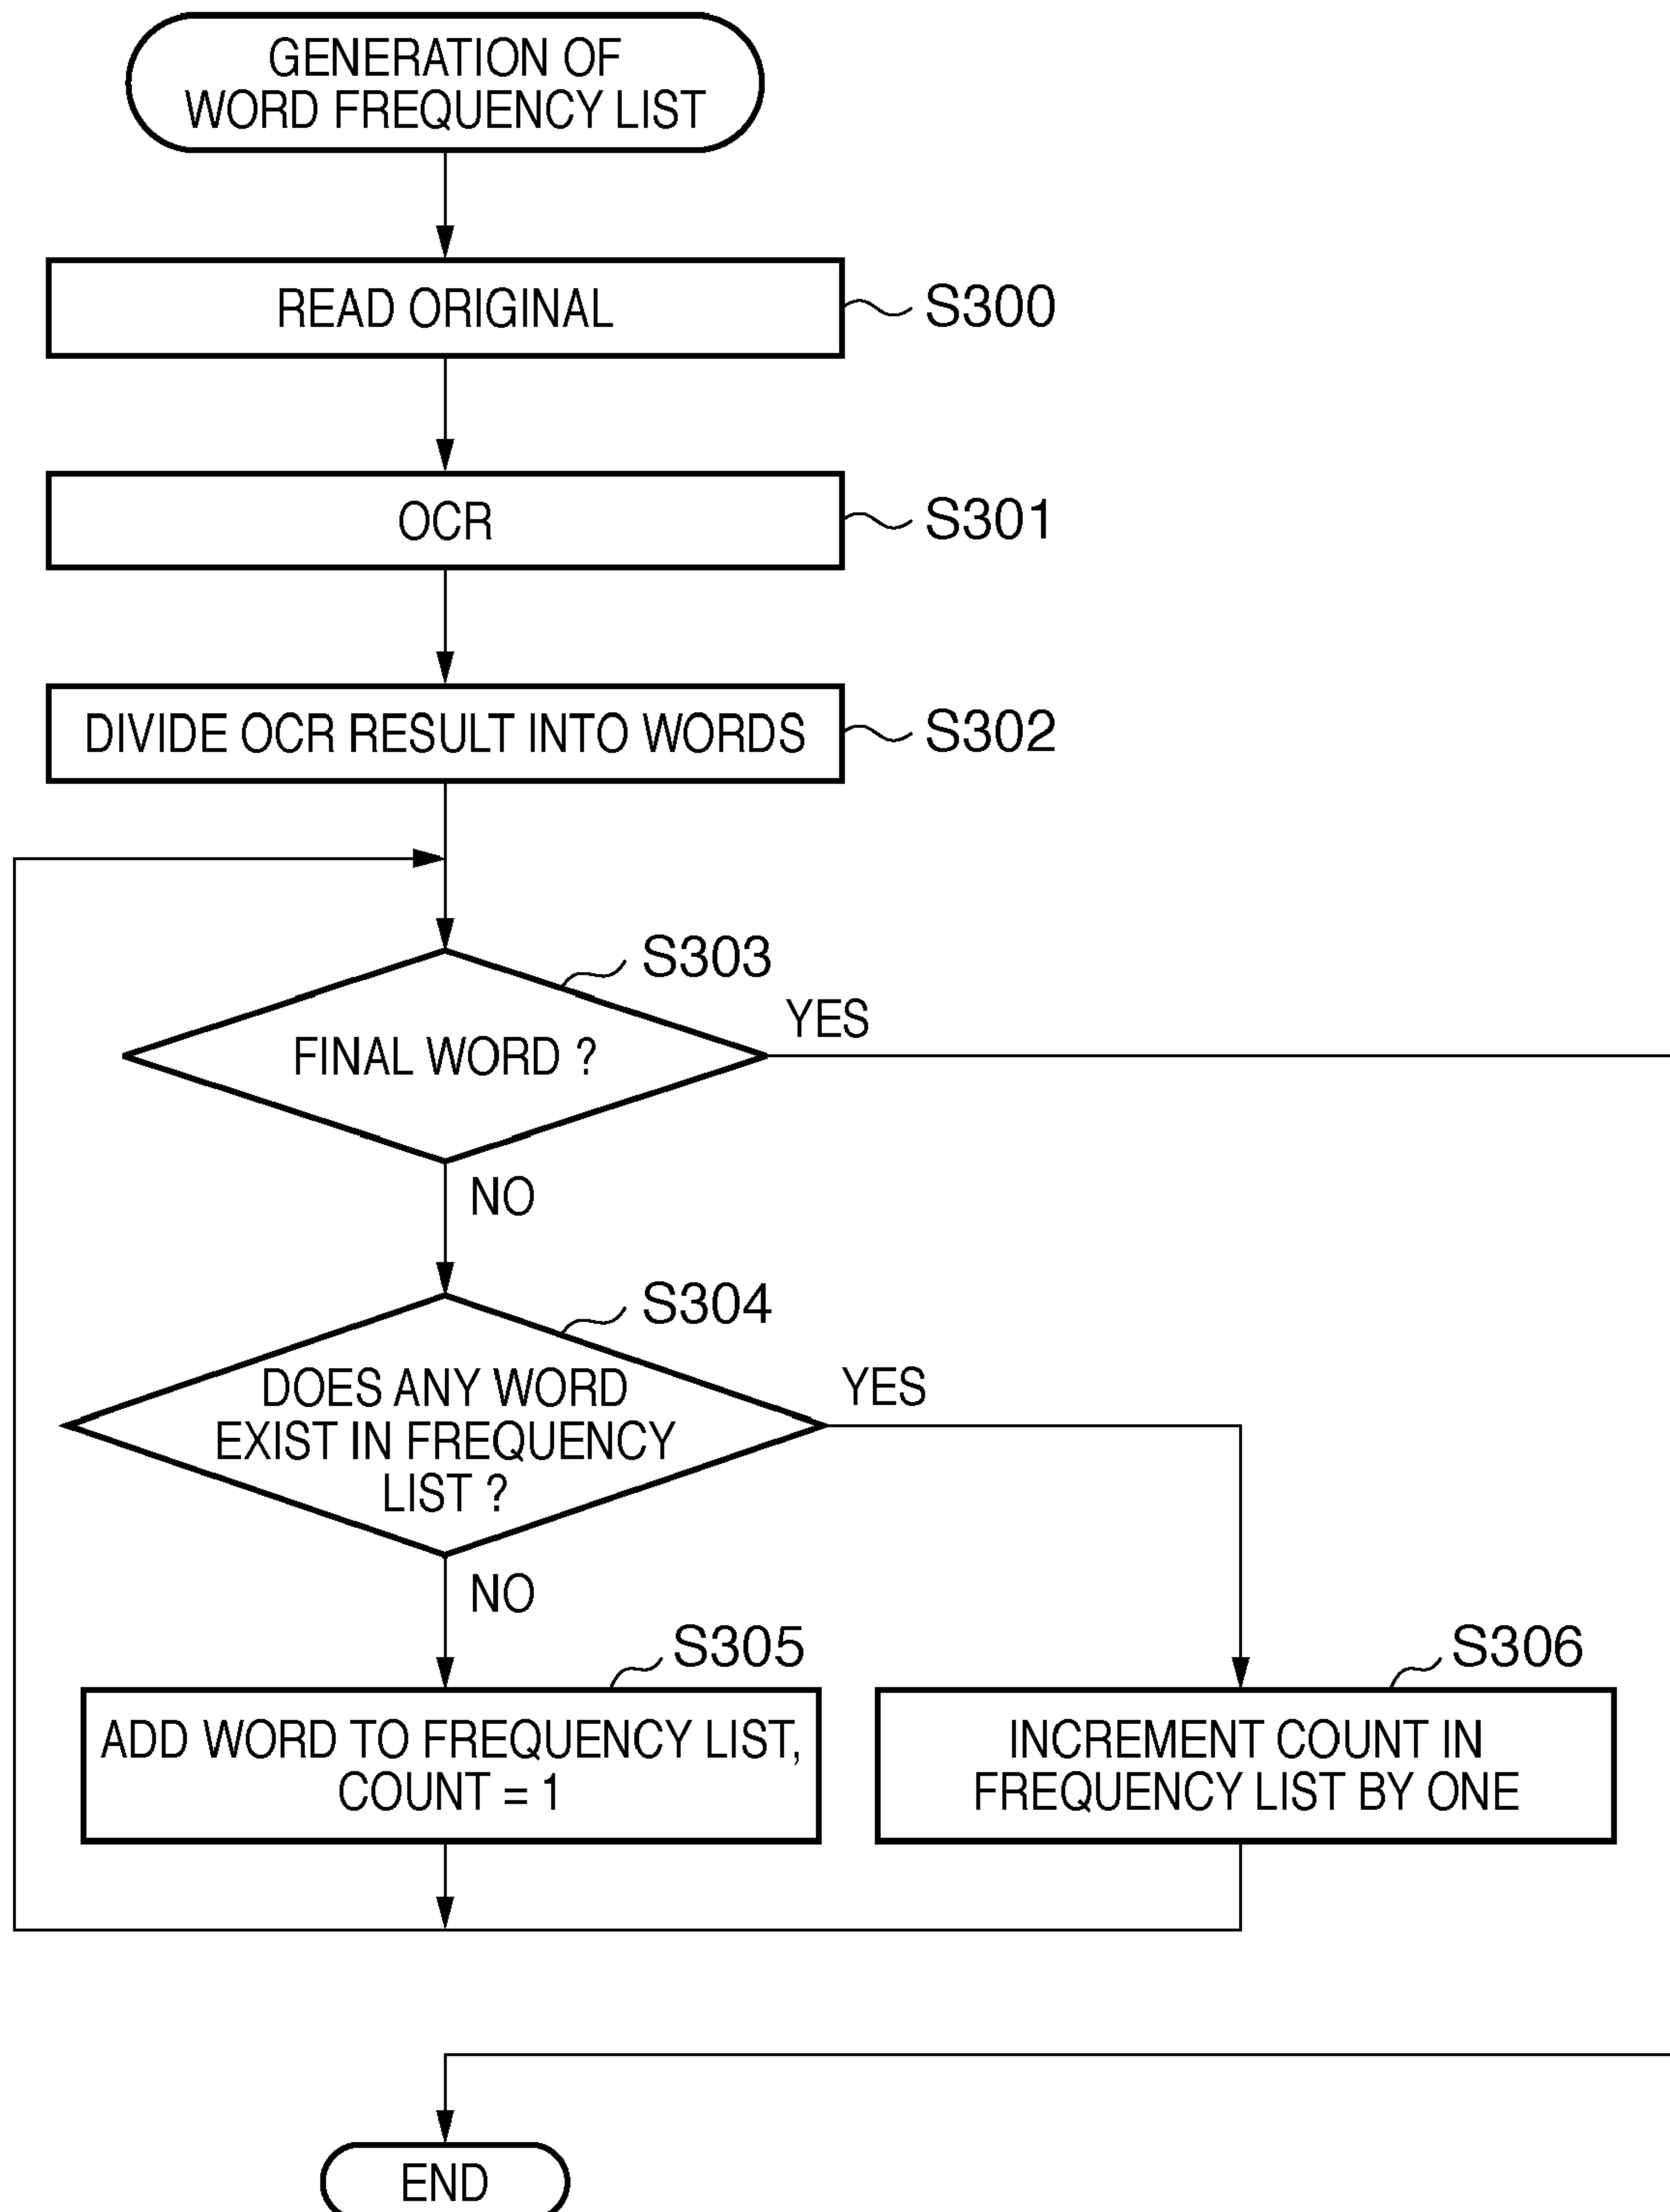 GENERATION OF
WORD FREQUENCY LIST
READ ORIGINAL
S300
OCR
S301
DIVIDE OCR RESULT INTO WORDS
S302
S303
FINAL WORD ?
YES
NO
S304
DOES ANY WORD
EXIST IN FREQUENCY
LIST ?
YES
NO
S305
ADD WORD TO FREQUENCY LIST,
COUNT = 1
S306
INCREMENT COUNT IN
FREQUENCY LIST BY ONE
END